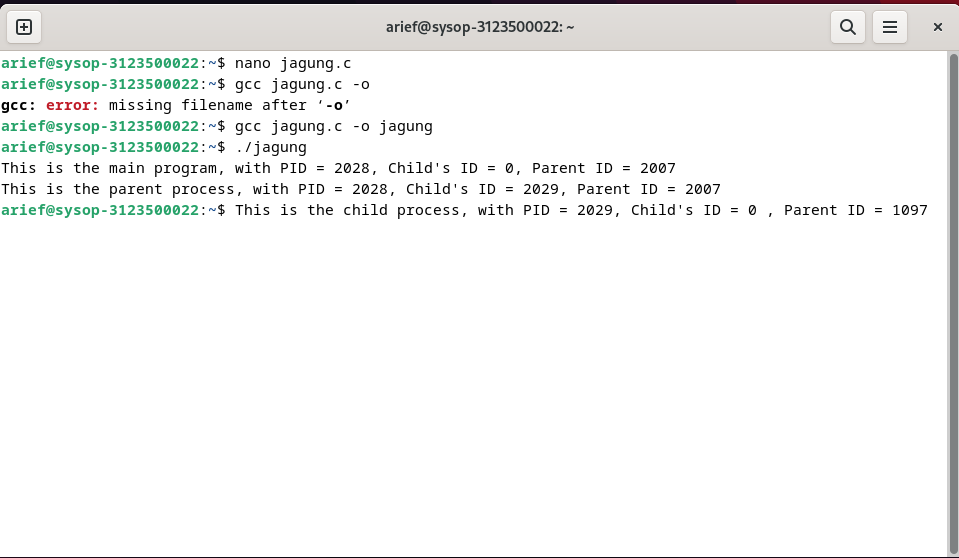 arief@sysop-3123500022: ~
arief@sysop-3123500022:~$ nano jagung.c
arief@sysop-3123500022:~$ gcc jagung.c -o
gcc: error: missing filename after ‘-o’
arief@sysop-3123500022:~$ gcc jagung.c -o jagung
arief@sysop-3123500022:~$ ./jagung
This is the main program, with PID = 2028, Child's ID = 0, Parent ID = 2007
This is the parent process, with PID = 2028, Child's ID = 2029, Parent ID = 2007
arief@sysop-3123500022:~$ This is the child process, with PID = 2029, Child's ID = 0 , Parent ID = 1097